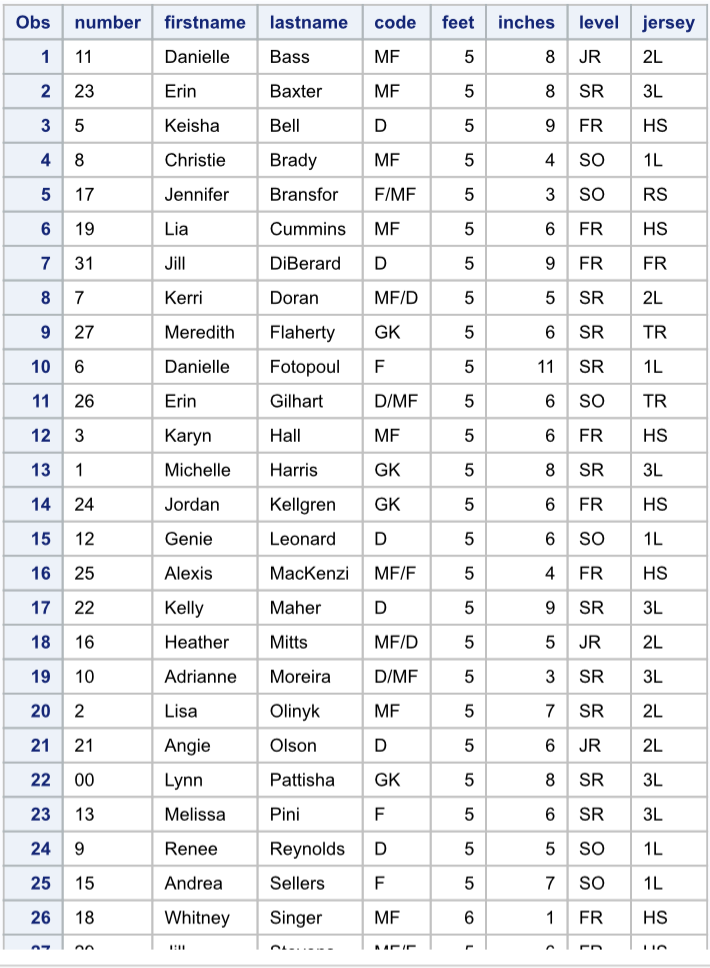 Obs number firstname lastname code feet inches level jersey
1 11 Danielle Bass MF 5 8 JR 2L
2 23 Erin Baxter MF 5 8 SR 3L
3 5 Keisha Bell D 5 9 FR HS
4 8 Christie Brady MF 5 4 SO 1L
5 17 Jennifer Bransfor F/MF 5 3 SO RS
6 19 Lia Cummins MF 5 6 FR HS
7 31 Jill DiBerard D 5 9 FR FR
8 7 Kerri Doran MF/D 5 5 SR 2L
9 27 Meredith Flaherty GK 5 6 SR TR
10 6 Danielle Fotopoul F 5 11 SR 1L
11 26 Erin Gilhart D/MF 5 6 SO TR
12 3 Karyn Hall MF 5 6 FR HS
13 1 Michelle Harris GK 5 8 SR 3L
14 24 Jordan Kellgren GK 5 6 FR HS
15 12 Genie Leonard D 5 6 SO 1L
16 25 Alexis MacKenzi MF/F 5 4 FR HS
17 22 Kelly Maher D 5 9 SR 3L
18 16 Heather Mitts MF/D 5 5 JR 2L
19 10 Adrianne Moreira D/MF 5 3 SR 3L
20 2 Lisa Olinyk MF 5 7 SR 2L
21 21 Angie Olson D 5 6 JR 2L
22 00 Lynn Pattisha GK 5 8 SR 3L
23 13 Melissa Pini F 5 6 SR 3L
24 9 Renee Reynolds D 5 5 SO 1L
25 15 Andrea Sellers F 5 7 SO 1L
26 18 Whitney Singer MF 6 1 FR HS